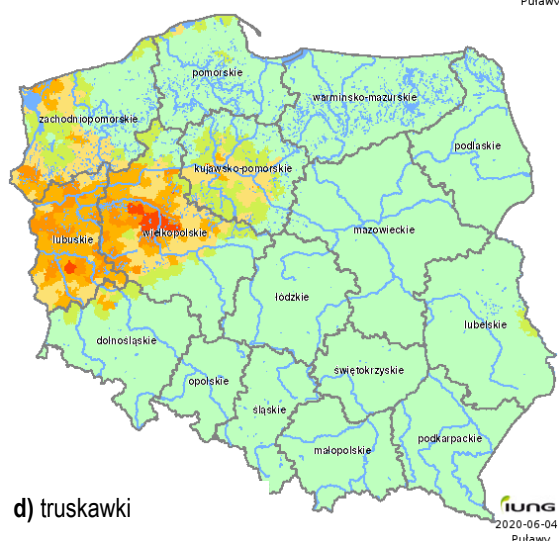 Puławy
pomorskie
warmińsko-mazurskie
zachodniopomorskie
podlaskie
kujawsko-pomorskie
mazowieckie
wielkopolskie
lubuskie
łódzkie
lubelskie
dolnośląskie
świętokrzyskie
opolskie
śląskie
podkarpackie
małopolskie
d) truskawki
IUNG
2020-06-04
Puławy